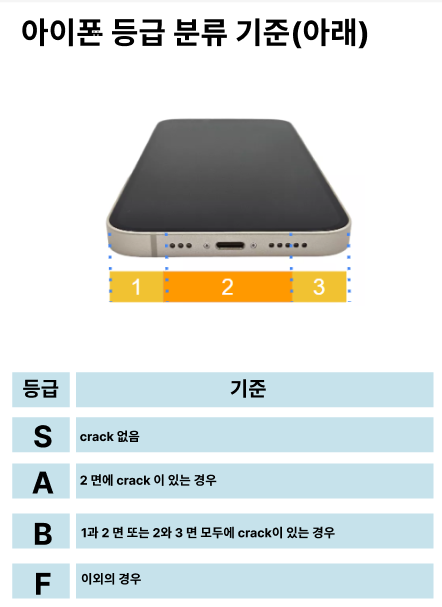 아이폰 등급 분류 기준(아래)
1 2 3
등급 기준
S crack 없음
A 2 면에 crack 이 있는 경우
B 1과 2 면 또는 2와 3 면 모두에 crack이 있는 경우
F 이외의 경우